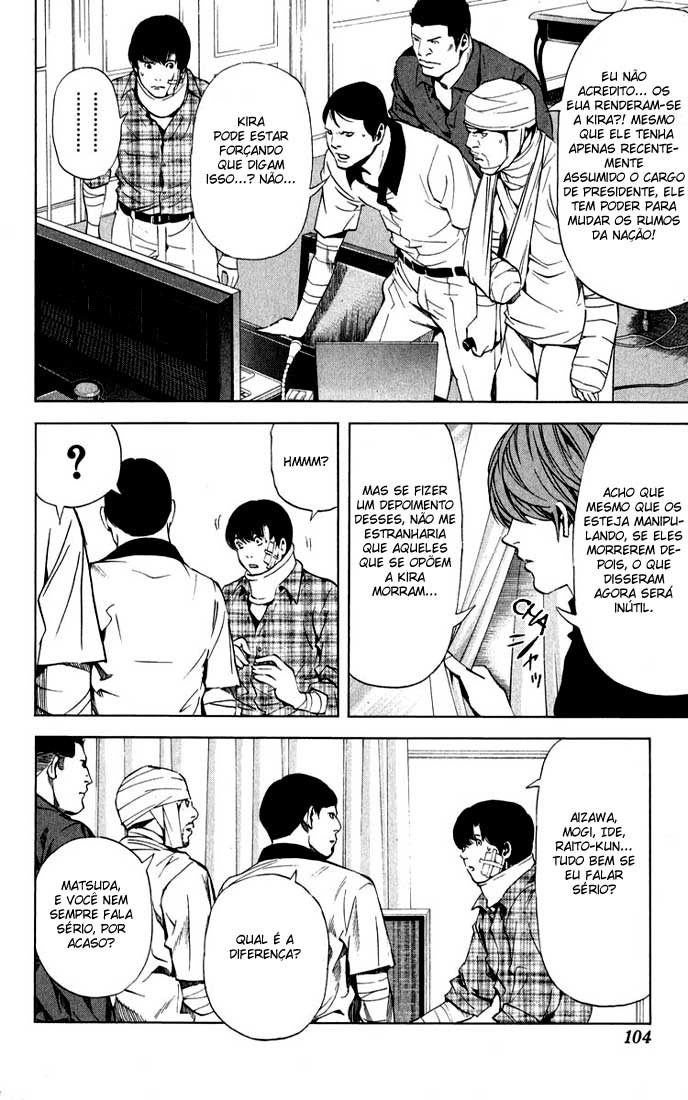 EU NÃO
ACREDITO... OS
EUA RENDERAM-SE
A KIRA?! MESMO
QUE ELE TENHA
APENAS RECENTE-
MENTE
ASSUMIDO O CARGO
DE PRESIDENTE, ELE
TEM PODER PARA
MUDAR OS RUMOS
DA NAÇÃO!
KIRA
PODE ESTAR
FORÇANDO
QUE DIGAM
ISSO...? NÃO...
ACHO QUE
MESMO QUE OS
ESTEJA MANIPU-
LANDO, SE ELES
MORREREM DE-
POIS, O QUE
DISSERAM
AGORA SERÁ
INÚTIL.
CHA
MAS SE FIZER
UM DEPOIMENTO
DESSES, NÃO ME
ESTRANHARIA
QUE AQUELES
QUE SE OPÕEM
A KIRA
MORRAM...
HMMM?
?
AIZAWA,
MOGI, IDE,
RAITO-KUN...
TUDO BEM SE
EU FALAR
SÉRIO?
QUAL É A
DIFERENÇA?
MATSUDA,
E VOCÊ NEM
SEMPRE FALA
SÉRIO, POR
ACASO?
104